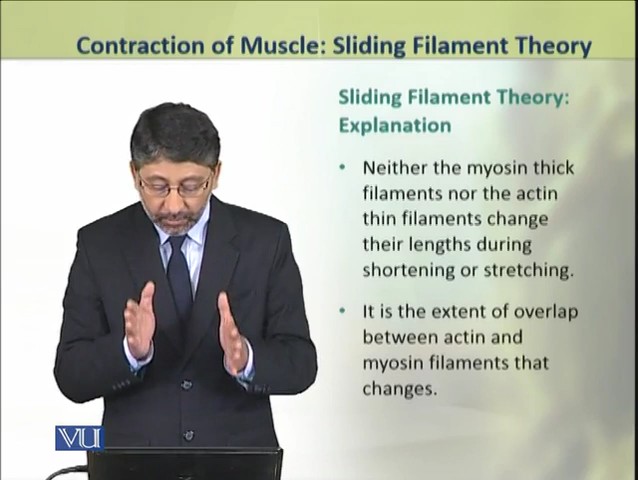 Contraction of Muscle: Sliding Filament Theory
Sliding Filament Theory:
Explanation
• Neither the myosin thick
filaments nor the actin
thin filaments change
their lengths during
shortening or stretching.
• It is the extent of overlap
between actin and
myosin filaments that
changes.
VU